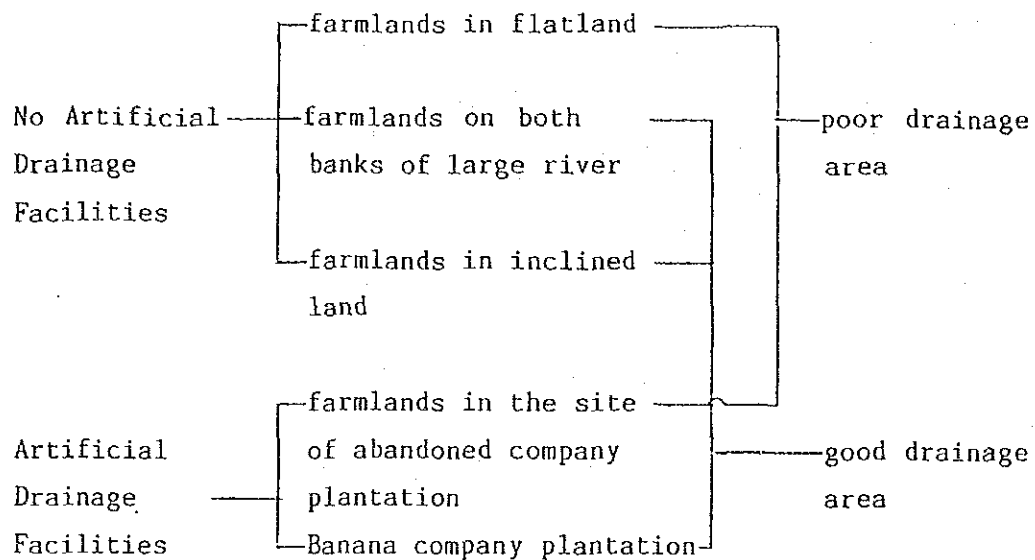 farmlands in flatland
No Artificial
Drainage
Facilities
farmlands on both
banks of large river
poor drainage
area
farmlands in inclined
land
Artificial
Drainage
Facilities
farmlands in the site
of abandoned company
plantation
Banana company plantation
good drainage
area